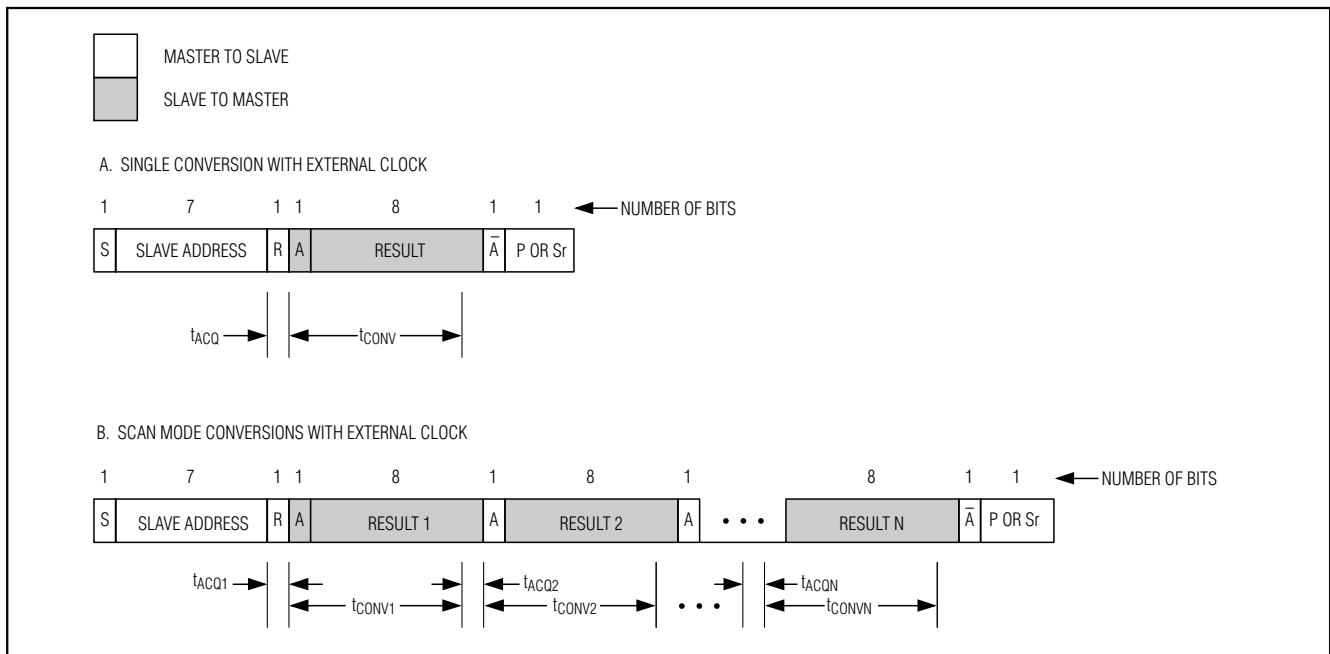 MASTER TO SLAVE
SLAVE TO MASTER
A. SINGLE CONVERSION WITH EXTERNAL CLOCK
1 7 1 1 8 1 1 NUMBER OF BITS
S SLAVE ADDRESS R A RESULT A̅ P OR Sr
tACQ tCONV
B. SCAN MODE CONVERSIONS WITH EXTERNAL CLOCK
1 7 1 1 8 1 8 1 8 1 1 NUMBER OF BITS
S SLAVE ADDRESS R A RESULT 1 A RESULT 2 A • • • RESULT N A̅ P OR Sr
tACQ1 tACQ2 tACQN
tCONV1 tCONV2 • • • tCONVN